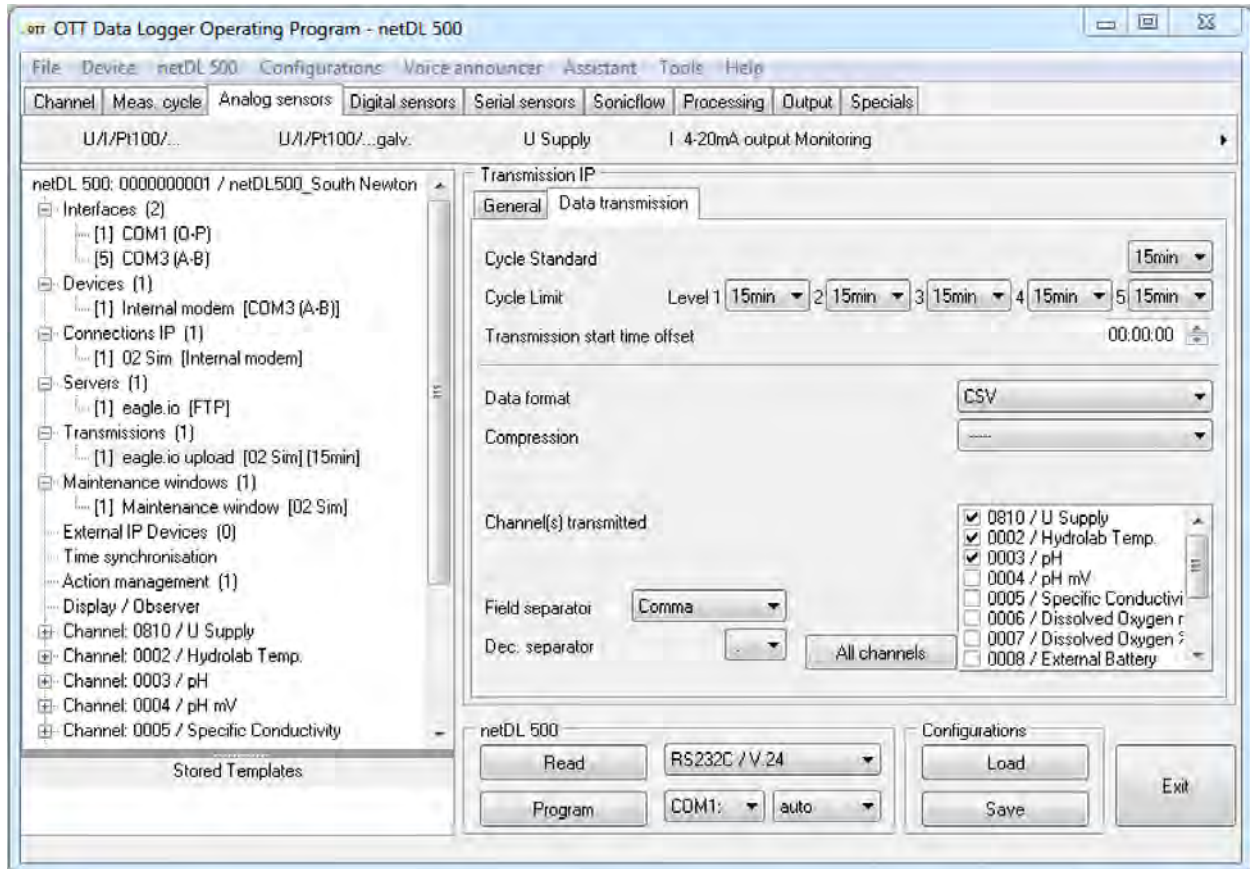 OTT OTT Data Logger Operating Program - netDL 500
File Device netDL 500 Configurations Voice announcer Assistant Tools Help
Channel Meas. cycle Analog sensors Digital sensors Serial sensors Sonicflow Processing Output Specials
U/I/Pt100/... U/I/Pt100/...galv. U Supply I 4-20mA output Monitoring
netDL 500: 0000000001 / netDL500_South Newton
Interfaces (2)
[1] COM1 (O-P)
[5] COM3 (A-B)
Devices (1)
[1] Internal modem [COM3 (A-B)]
Connections IP (1)
[1] 02 Sim [Internal modem]
Servers (1)
[1] eagle.io [FTP]
Transmissions (1)
[1] eagle.io upload [02 Sim] [15min]
Maintenance windows (1)
[1] Maintenance window [02 Sim]
External IP Devices (0)
Time synchronisation
Action management (1)
Display / Observer
Channel: 0810 / U Supply
Channel: 0002 / Hydrolab Temp.
Channel: 0003 / pH
Channel: 0004 / pH mV
Channel: 0005 / Specific Conductivity
Stored Templates
Transmission IP
General Data transmission
Cycle Standard 15min
Cycle Limit Level 1 15min 2 15min 3 15min 4 15min 5 15min
Transmission start time offset 00:00:00
Data format CSV
Compression -----
Channel(s) transmitted
0810 / U Supply
0002 / Hydrolab Temp.
0003 / pH
0004 / pH mV
0005 / Specific Conductivi
0006 / Dissolved Oxygen
0007 / Dissolved Oxygen
0008 / External Battery
Field separator Comma
Dec. separator . All channels
netDL 500
Read RS232C / V.24
Program COM1: auto
Configurations
Load
Save
Exit